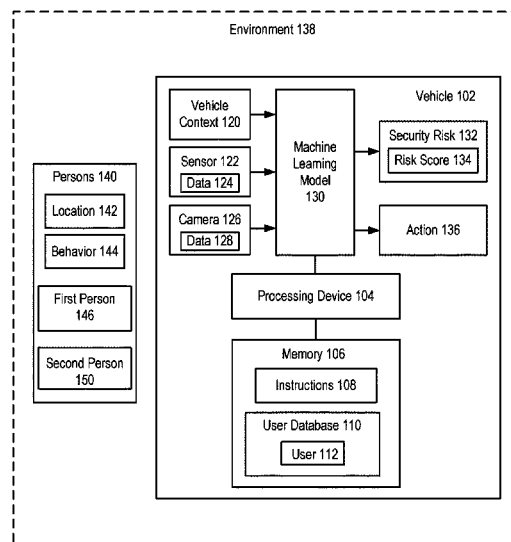 Environment 138
Vehicle 102
Vehicle
Context 120
Sensor 122
Data 124
Camera 126
Data 128
Machine
Learning
Model
130
Security Risk 132
Risk Score 134
Action 136
Persons 140
Location 142
Behavior 144
First Person
146
Second Person
150
Processing Device 104
Memory 106
Instructions 108
User Database 110
User 112